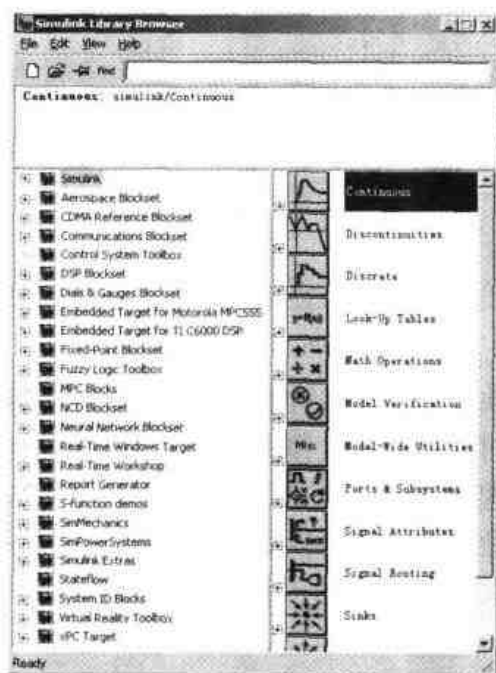 Simulink Library Browser
File Edit View Help
Find
Continuous: simulink/Continuous
Simulink
Aerospace Blockset
CDMA Reference Blockset
Communications Blockset
Control System Toolbox
DSP Blockset
Dials & Gauges Blockset
Embedded Target for Motorola MPC555
Embedded Target for TI C6000 DSP
Fixed-Point Blockset
Fuzzy Logic Toolbox
MPC Blocks
NCD Blockset
Neural Network Blockset
Real-Time Windows Target
Real-Time Workshop
Report Generator
S-function demos
SimMechanics
SimPowerSystems
Simulink Extras
Stateflow
System ID Blocks
Virtual Reality Toolbox
xPC Target
Continuous
Discontinuities
Discrete
Look-Up Tables
Math Operations
Model Verification
Misc
Model-Wide Utilities
Ports & Subsystems
Signal Attributes
Signal Routing
Sinks
Ready